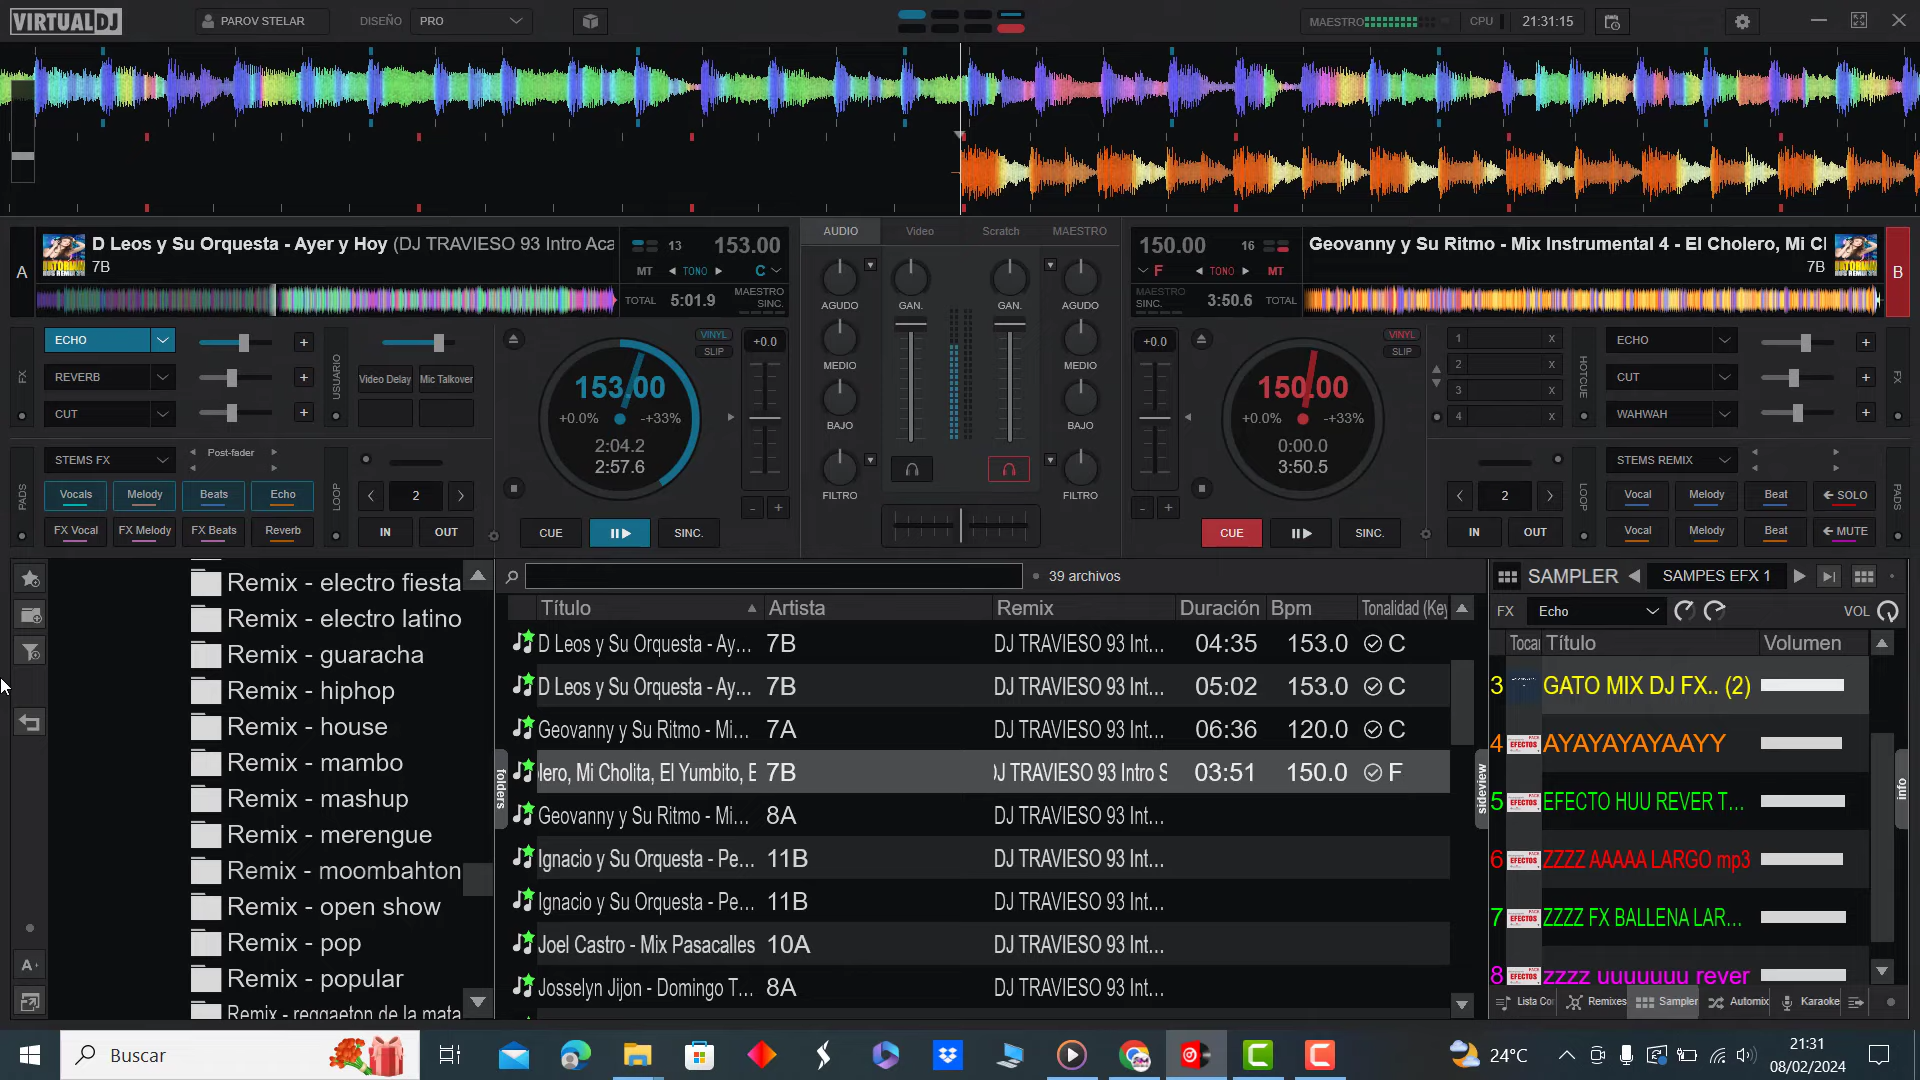 VIRTUALDJ
PAROV STELAR
DISEÑO
PRO
MAESTRO
CPU
21:31:15
A
D Leos y Su Orquesta - Ayer y Hoy (DJ TRAVIESO 93 Intro Aca
7B
13
153.00
MT
TONO
C
TOTAL
5:01.9
MAESTRO
SINC.
AUDIO
Video
Scratch
MAESTRO
150.00
16
F
TONO
MT
MAESTRO
SINC.
3:50.6
TOTAL
Geovanny y Su Ritmo - Mix Instrumental 4 - El Cholero, Mi Cl
7B
B
FX
ECHO
REVERB
CUT
USUARIO
Video Delay
Mic Talkover
VINYL
SLIP
+0.0
153.00
+0.0%
-+33%
2:04.2
2:57.6
AGUDO
GAN.
GAN.
AGUDO
MEDIO
MEDIO
BAJO
BAJO
FILTRO
FILTRO
+0.0
VINYL
SLIP
150.00
+0.0%
-+33%
0:00.0
3:50.5
1 x
2 x
3 x
4 x
HOTCUE
ECHO
CUT
WAHWAH
FX
PADS
STEMS FX
Post-fader
Vocals
Melody
Beats
Echo
FX Vocal
FX Melody
FX Beats
Reverb
LOOP
2
IN
OUT
CUE
SINC.
CUE
SINC.
2
IN
OUT
LOOP
STEMS REMIX
Vocal
Melody
Beat
SOLO
Vocal
Melody
Beat
MUTE
PADS
Remix - electro fiesta
Remix - electro latino
Remix - guaracha
Remix - hiphop
Remix - house
Remix - mambo
Remix - mashup
Remix - merengue
Remix - moombahton
Remix - open show
Remix - pop
Remix - popular
Remix - reggaeton de la mata
A+
folders
39 archivos
Título
Artista
Remix
Duración
Bpm
Tonalidad (Key
D Leos y Su Orquesta - Ay... 7B DJ TRAVIESO 93 Int... 04:35 153.0 C
D Leos y Su Orquesta - Ay... 7B DJ TRAVIESO 93 Int... 05:02 153.0 C
Geovanny y Su Ritmo - Mi... 7A DJ TRAVIESO 93 Int... 06:36 120.0 C
lero, Mi Cholita, El Yumbito, E 7B DJ TRAVIESO 93 Intro S 03:51 150.0 F
Geovanny y Su Ritmo - Mi... 8A DJ TRAVIESO 93 Int...
Ignacio y Su Orquesta - Pe... 11B DJ TRAVIESO 93 Int...
Ignacio y Su Orquesta - Pe... 11B DJ TRAVIESO 93 Int...
Joel Castro - Mix Pasacalles 10A DJ TRAVIESO 93 Int...
Josselyn Jijon - Domingo T... 8A DJ TRAVIESO 93 Int...
sideview
SAMPLER
SAMPES EFX 1
FX
Echo
VOL
Tocar
Título
Volumen
3 GATO MIX DJ FX.. (2)
4 EFECTOS AYAYAYAYAAYY
5 EFECTOS EFECTO HUU REVER T...
6 EFECTOS ZZZZ AAAAA LARGO mp3
7 EFECTOS ZZZZ FX BALLENA LAR...
8 EFECTOS zzzz uuuuuuu rever
info
Lista Cor
Remixes
Sampler
Automix
Karaoke
Buscar
24°C
21:31
08/02/2024